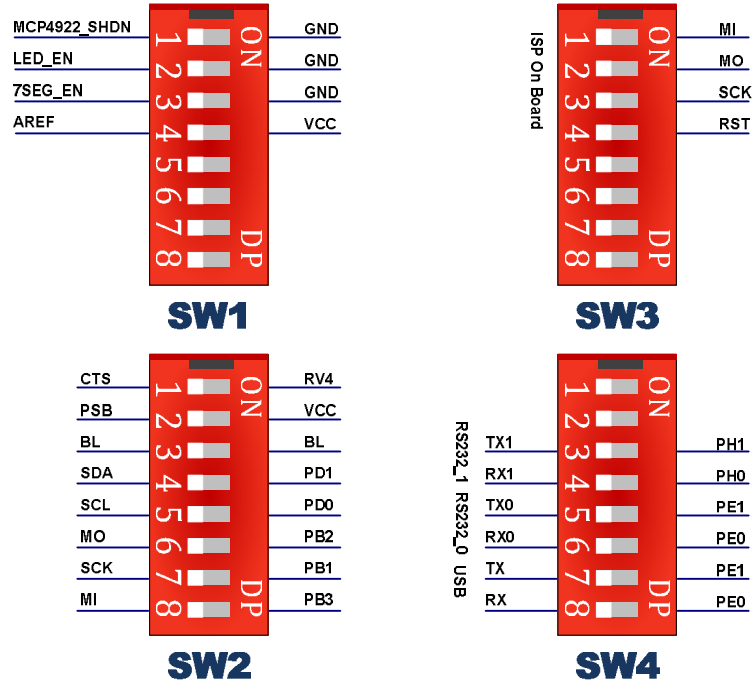 MCP4922_SHDN 1 ON GND
LED_EN 2 GND
7SEG_EN 3 GND
AREF 4 VCC
5
6
7
8 DP
SW1
ISP On Board
1 ON MI
2 MO
3 SCK
4 RST
5
6
7
8 DP
SW3
CTS 1 ON RV4
PSB 2 VCC
BL 3 BL
SDA 4 PD1
SCL 5 PD0
MO 6 PB2
SCK 7 PB1
MI 8 DP PB3
SW2
RS232_1 RS232_0 USB
1 ON
2
TX1 3 PH1
RX1 4 PH0
TX0 5 PE1
RX0 6 PE0
TX 7 PE1
RX 8 DP PE0
SW4